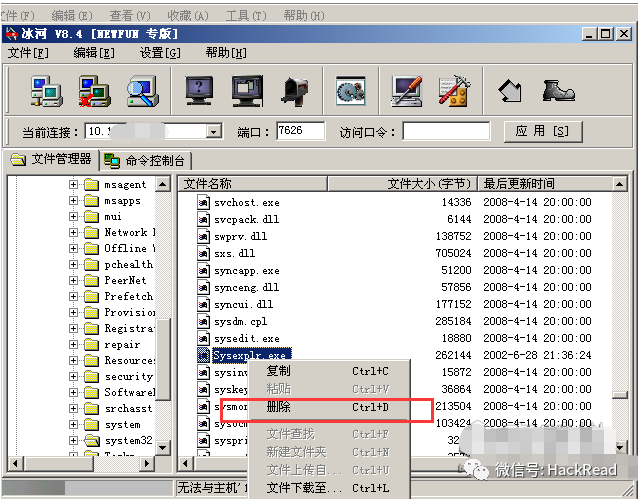 文件(F) 编辑(E) 查看(V) 收藏(A) 工具(T) 帮助(H)
冰河 V8.4 [NETFUN 专版]
文件[F] 编辑[E] 设置[G] 帮助[H]
当前连接: 10.1 端口: 7626 访问口令: 应用 [S]
文件管理器 命令控制台
文件名称 文件大小(字节) 最后更新时间
msagent
msapps
mui
Network
Offline
pchealth
PeerNet
Prefetch
Provision
Registrat
repair
Resources
security
Software
srchasst
system
system32
svchost.exe 14336 2008-4-14 20:00:00
svcpack.dll 6144 2008-4-14 20:00:00
swprv.dll 138752 2008-4-14 20:00:00
sxs.dll 705024 2008-4-14 20:00:00
syncapp.exe 51200 2008-4-14 20:00:00
synceng.dll 57856 2008-4-14 20:00:00
syncui.dll 177152 2008-4-14 20:00:00
sysdm.cpl 285184 2008-4-14 20:00:00
sysedit.exe 18880 2008-4-14 20:00:00
Sysexplr.exe 262144 2002-6-28 21:36:24
sysinv 15872 2008-4-14 20:00:00
syskey 36864 2008-4-14 20:00:00
sysmon 213504 2008-4-14 20:00:00
sysocm 103424 2008-4-14 20:00:00
syspri
复制 Ctrl+C
粘贴 Ctrl+V
删除 Ctrl+D
文件查找 Ctrl+F
新建文件夹 Ctrl+N
文件上传自... Ctrl+U
文件下载至... Ctrl+L
无法与主机'1
微信号: HackRead